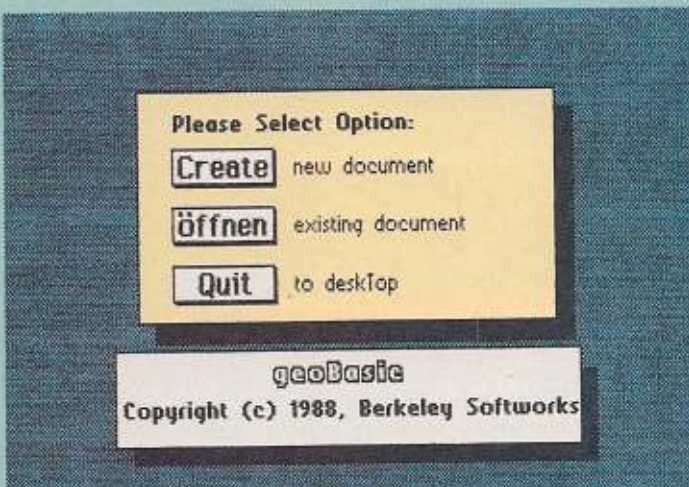 Please Select Option:
Create new document
Öffnen existing document
Quit to deskTop
geoBasic
Copyright (c) 1988, Berkeley Softworks